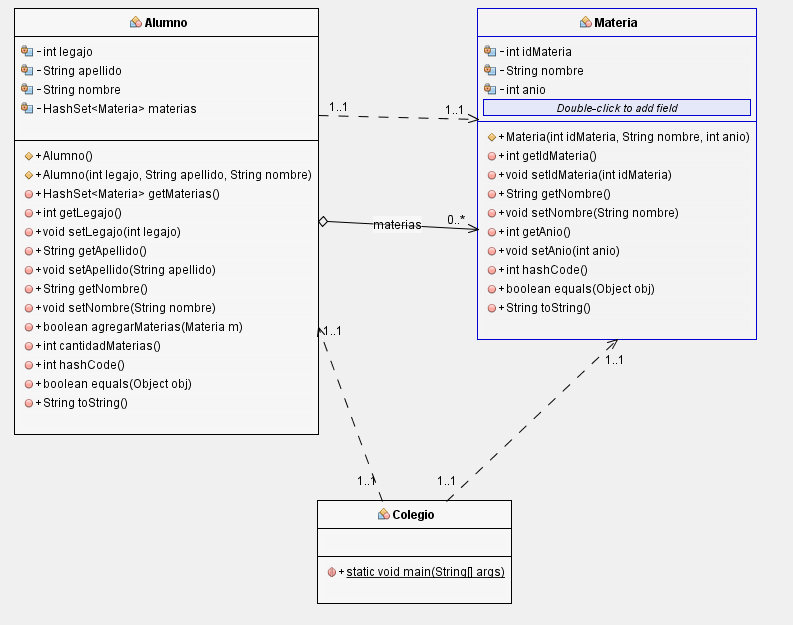 Alumno
- int legajo
- String apellido
- String nombre
- HashSet<Materia> materias
+ Alumno()
+ Alumno(int legajo, String apellido, String nombre)
+ HashSet<Materia> getMaterias()
+ int getLegajo()
+ void setLegajo(int legajo)
+ String getApellido()
+ void setApellido(String apellido)
+ String getNombre()
+ void setNombre(String nombre)
+ boolean agregarMaterias(Materia m)
+ int cantidadMaterias()
+ int hashCode()
+ boolean equals(Object obj)
+ String toString()
1..1
1..1
materias
0..*
Materia
- int idMateria
- String nombre
- int anio
Double-click to add field
+ Materia(int idMateria, String nombre, int anio)
+ int getIdMateria()
+ void setIdMateria(int idMateria)
+ String getNombre()
+ void setNombre(String nombre)
+ int getAnio()
+ void setAnio(int anio)
+ int hashCode()
+ boolean equals(Object obj)
+ String toString()
1..1
1..1
1..1
1..1
Colegio
+ static void main(String[] args)